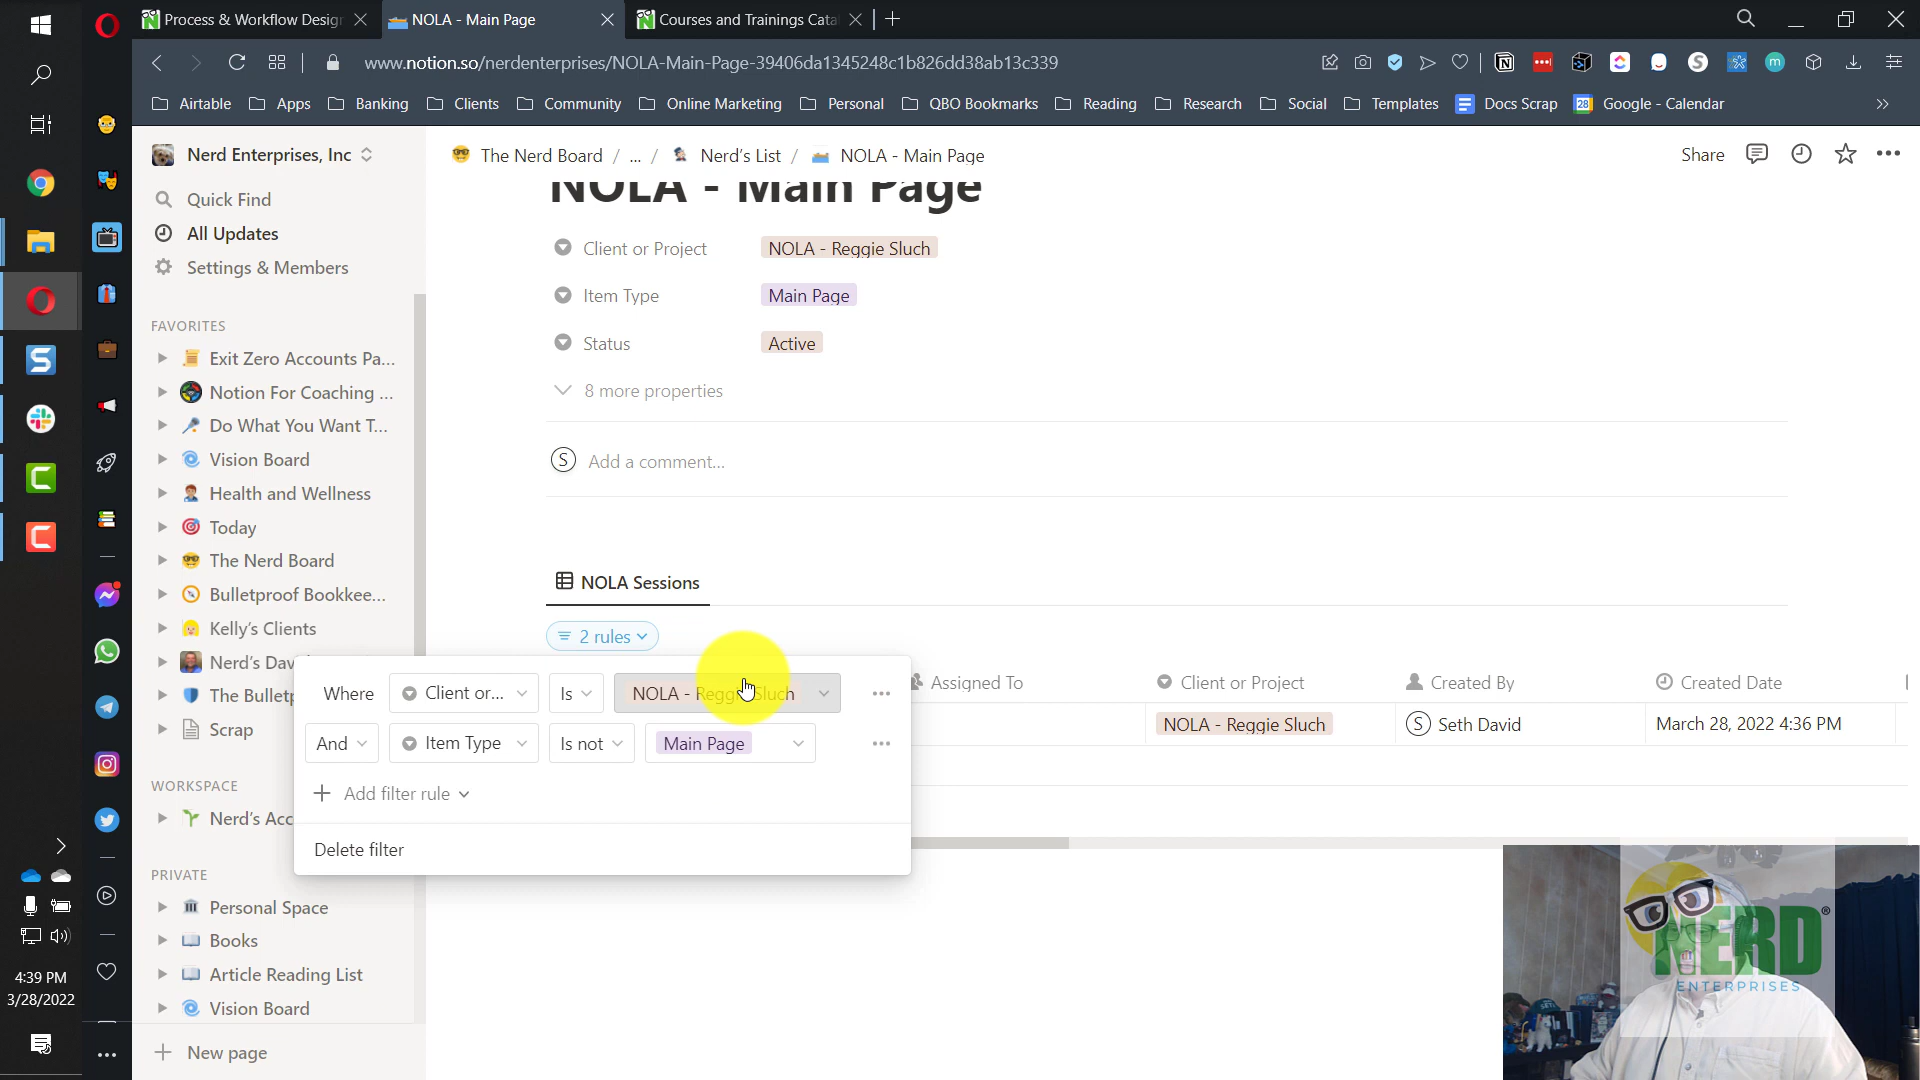 Process & Workflow Design
NOLA - Main Page
Courses and Trainings Cata
www.notion.so/nerdenterprises/NOLA-Main-Page-39406da1345248c1b826dd38ab13c339
Airtable Apps Banking Clients Community Online Marketing Personal QBO Bookmarks Reading Research Social Templates Docs Scrap Google - Calendar
Nerd Enterprises, Inc
The Nerd Board / ... / Nerd's List / NOLA - Main Page
Share
Quick Find
All Updates
Settings & Members
FAVORITES
Exit Zero Accounts Pa...
Notion For Coaching ...
Do What You Want T...
Vision Board
Health and Wellness
Today
The Nerd Board
Bulletproof Bookkee...
Kelly's Clients
Nerd's Da
The Bulletp
Scrap
WORKSPACE
Nerd's Acc
PRIVATE
Personal Space
Books
Article Reading List
Vision Board
New page
NOLA - Main Page
Client or Project NOLA - Reggie Sluch
Item Type Main Page
Status Active
8 more properties
S Add a comment...
NOLA Sessions
2 rules
Where Client or... Is NOLA - Reggie Sluch
And Item Type Is not Main Page
Add filter rule
Delete filter
Assigned To Client or Project Created By Created Date
NOLA - Reggie Sluch S Seth David March 28, 2022 4:36 PM
4:39 PM
3/28/2022
NERD®
ENTERPRISES